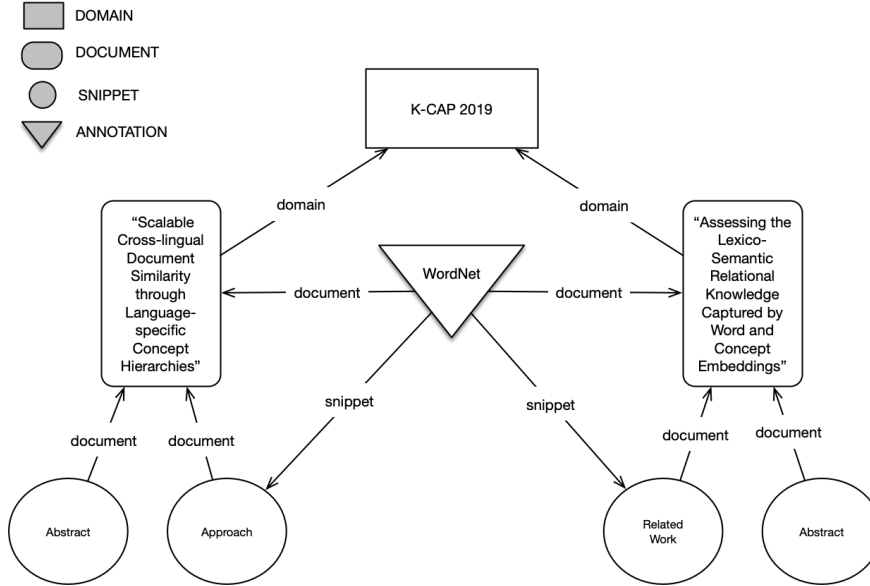 DOMAIN
DOCUMENT
SNIPPET
ANNOTATION
K-CAP 2019
domain
domain
“Scalable
Cross-lingual
Document
Similarity
through
Language-
specific
Concept
Hierarchies”
document
WordNet
document
“Assessing the
Lexico-
Semantic
Relational
Knowledge
Captured by
Word and
Concept
Embeddings”
snippet
snippet
document
document
document
document
Abstract
Approach
Related
Work
Abstract